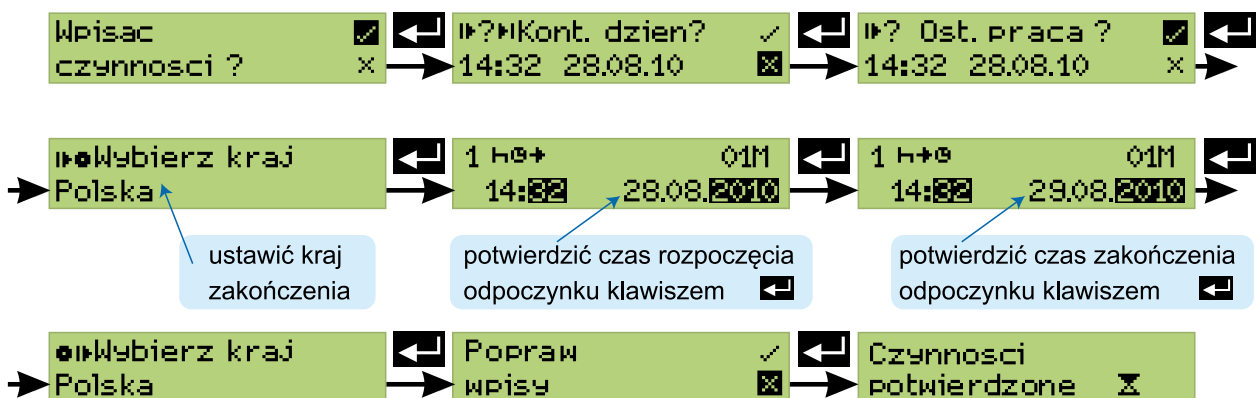 Wpisac
czynnosci ?
? Kont. dzien?
14:32 28.08.10
? Ost. praca ?
14:32 28.08.10
Wybierz kraj
Polska
1 01M
14:32 28.08.2010
1 01M
14:32 29.08.2010
ustawić kraj
zakończenia
potwierdzić czas rozpoczęcia
odpoczynku klawiszem
potwierdzić czas zakończenia
odpoczynku klawiszem
Wybierz kraj
Polska
Popraw
wpisy
Czynnosci
potwierdzone